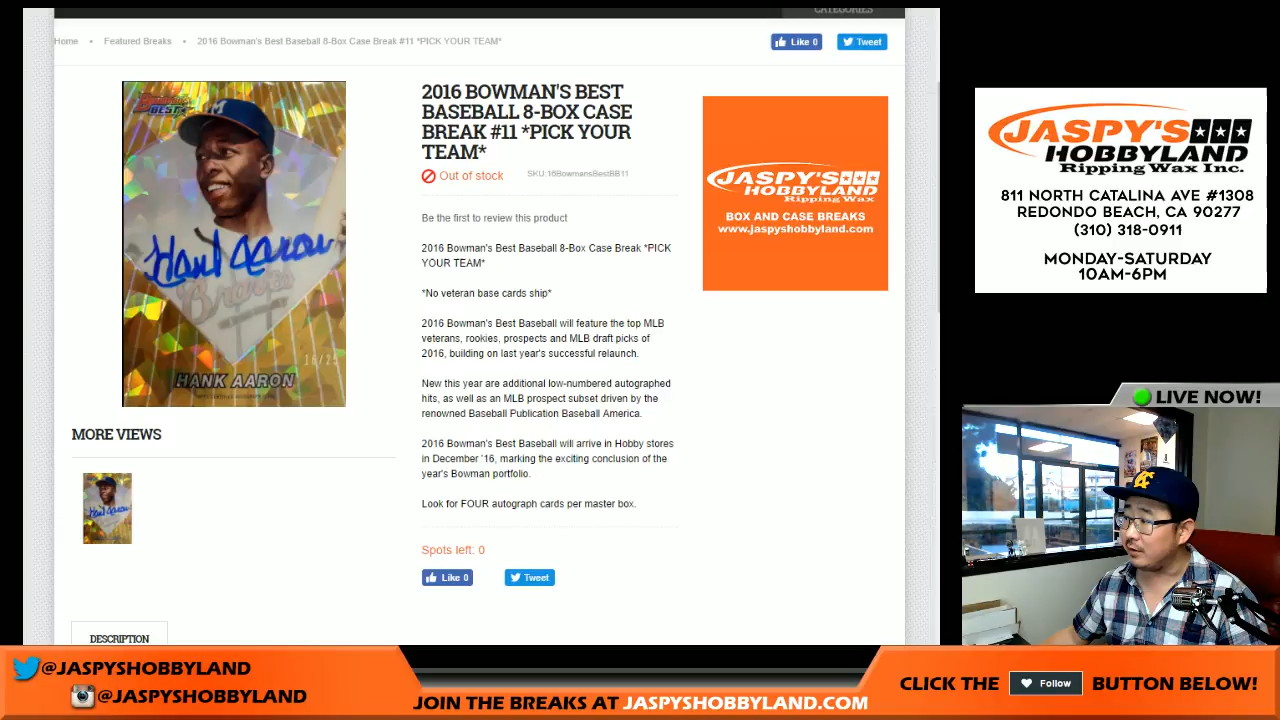 CATEGORIES
Home • Featured Breaks • 2016 Bowman's Best Baseball 8-Box Case Break #11 *PICK YOUR TEAM*
Like 0
Tweet
BEST
M
Hank Aaron
16/25
HANK AARON
MORE VIEWS
2016 BOWMAN'S BEST
BASEBALL 8-BOX CASE
BREAK #11 *PICK YOUR
TEAM*
Out of stock
SKU:16BowmansBestBB11
Be the first to review this product
2016 Bowman's Best Baseball 8-Box Case Break *PICK
YOUR TEAM*
*No veteran base cards ship*
2016 Bowman's Best Baseball will feature the top MLB
veterans, rookies, prospects and MLB draft picks of
2016, building on last year's successful relaunch.
New this year are additional low-numbered autographed
hits, as well as an MLB prospect subset driven by the
renowned Baseball Publication Baseball America.
2016 Bowman's Best Baseball will arrive in Hobby stores
in December '16, marking the exciting conclusion of the
year's Bowman portfolio.
Look for FOUR autograph cards per master box.
Spots left: 0
Like 0
Tweet
DESCRIPTION
JASPY'S
HOBBYLAND
Ripping Wax
BOX AND CASE BREAKS
www.jaspyshobbyland.com
JASPY'S
HOBBYLAND
Ripping Wax Inc.
811 NORTH CATALINA AVE #1308
REDONDO BEACH, CA 90277
(310) 318-0911
MONDAY-SATURDAY
10AM-6PM
LIVE NOW!
@JASPYSHOBBYLAND
@JASPYSHOBBYLAND
JOIN THE BREAKS AT JASPYSHOBBYLAND.COM
CLICK THE Follow BUTTON BELOW!